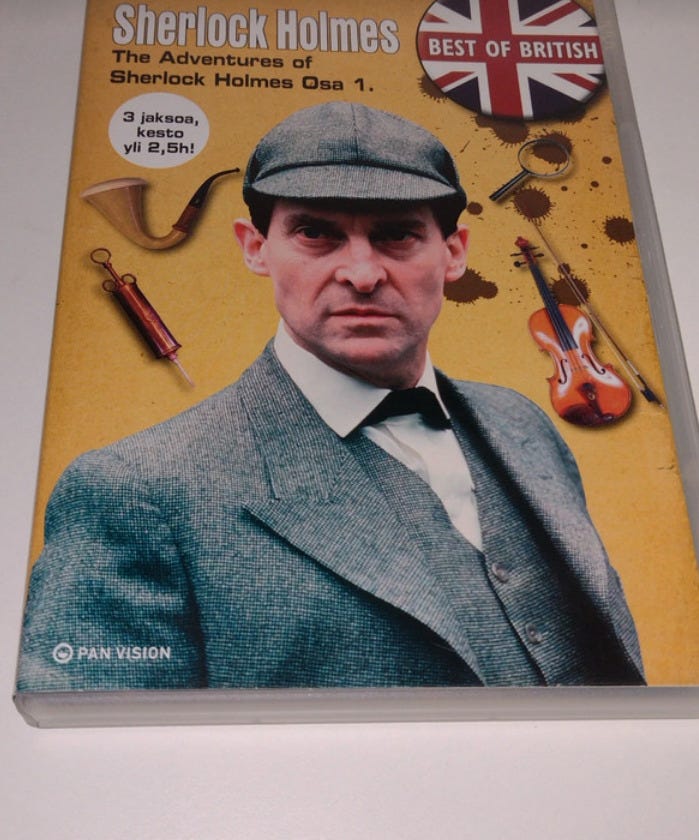 Sherlock Holmes
The Adventures of
Sherlock Holmes Osa 1.
BEST OF BRITISH
3 jaksoa,
kesto
yli 2,5h!
PAN VISION